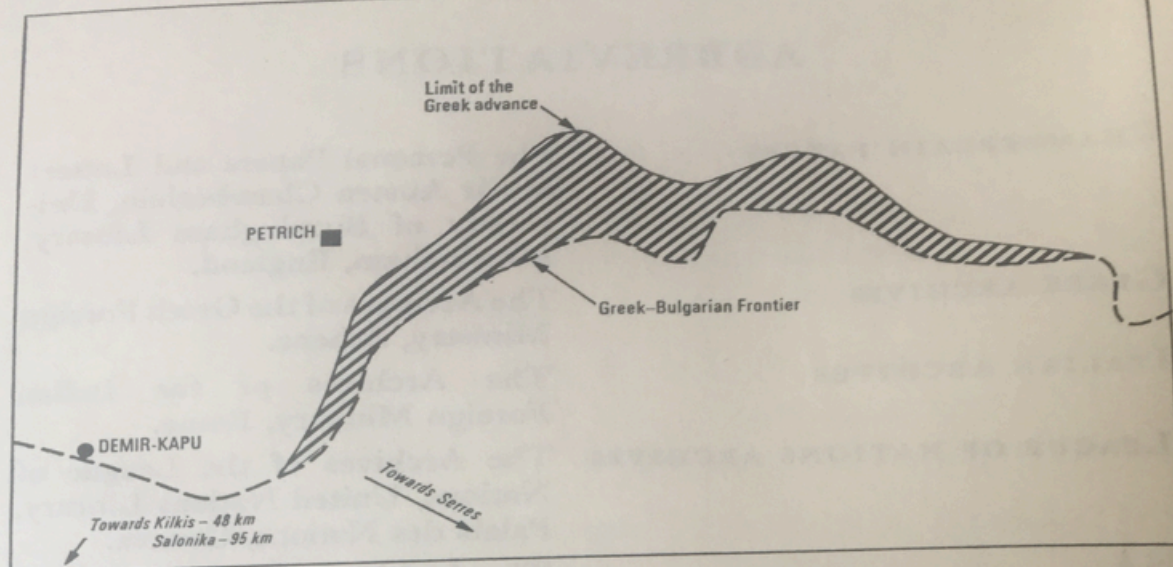 Limit of the
Greek advance
PETRICH
Greek–Bulgarian Frontier
DEMIR-KAPU
Towards Serres
Towards Kilkis – 48 km
Salonika – 95 km